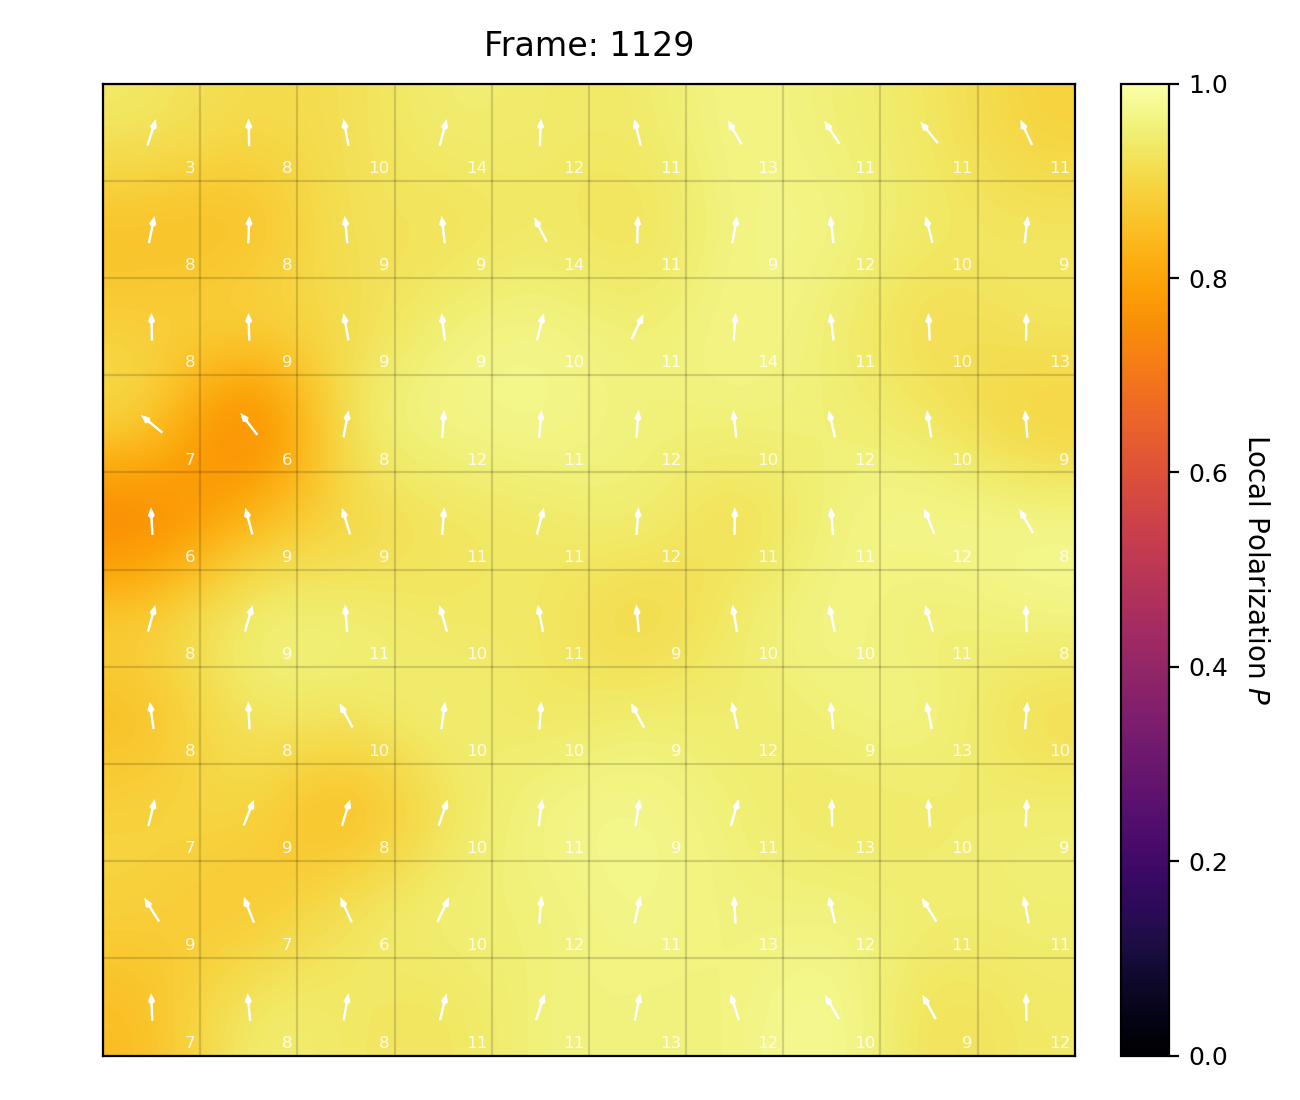 Frame: 1129
3 8 10 14 12 11 13 11 11 11
8 8 9 9 14 11 9 12 10 9
8 9 9 9 10 11 14 11 10 13
7 6 8 12 11 12 10 12 10 9
6 9 9 11 11 12 11 11 12 8
8 9 11 10 11 9 10 10 11 8
8 8 10 10 10 9 12 9 13 10
7 9 8 10 11 9 11 13 10 9
9 7 6 10 12 11 13 12 11 11
7 8 8 11 11 13 12 10 9 12
1.0
0.8
0.6
0.4
0.2
0.0
Local Polarization P